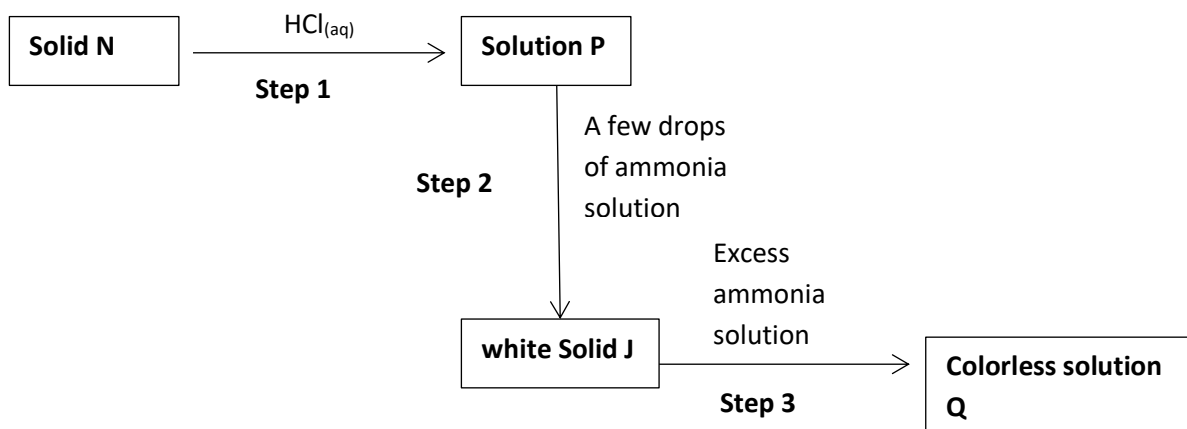 HCl(aq)
Solid N
Solution P
Step 1
A few drops
of ammonia
solution
Step 2
Excess
ammonia
solution
white Solid J
Colorless solution
Q
Step 3